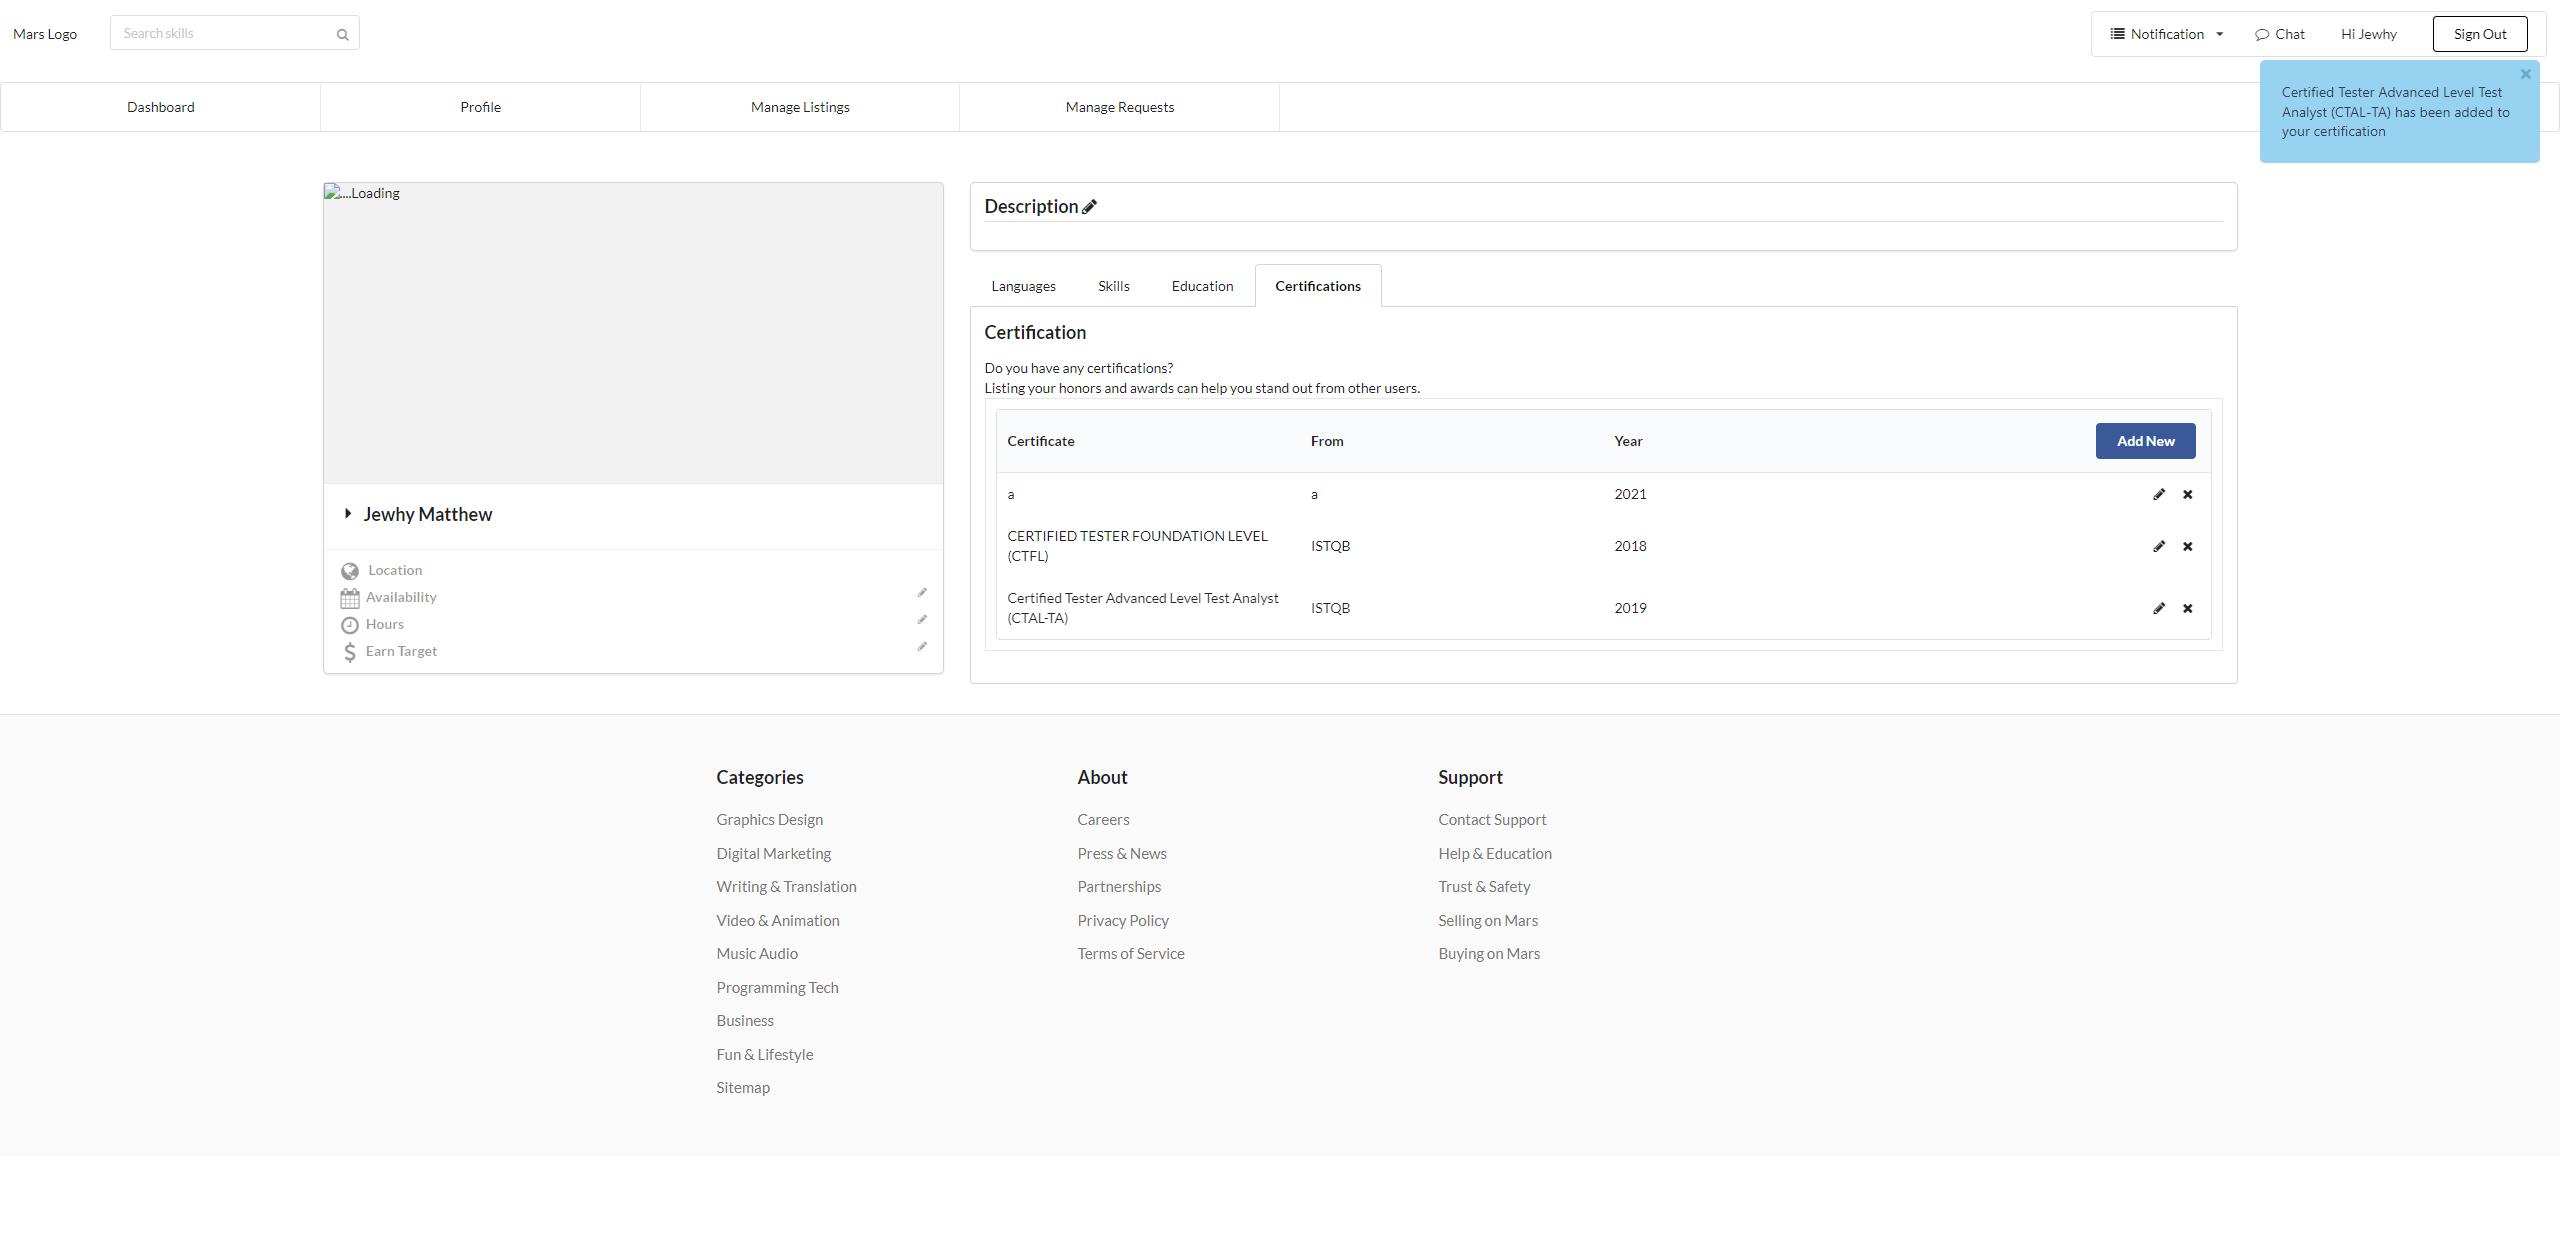 Mars Logo
Search skills
Notification
Chat
Hi Jewhy
Sign Out
Certified Tester Advanced Level Test
Analyst (CTAL-TA) has been added to
your certification
Dashboard
Profile
Manage Listings
Manage Requests
....Loading
Jewhy Matthew
Location
Availability
Hours
Earn Target
Description
Languages
Skills
Education
Certifications
Certification
Do you have any certifications?
Listing your honors and awards can help you stand out from other users.
Certificate From Year Add New
a a 2021
CERTIFIED TESTER FOUNDATION LEVEL
(CTFL)
ISTQB
2018
Certified Tester Advanced Level Test Analyst
(CTAL-TA)
ISTQB
2019
Categories
Graphics Design
Digital Marketing
Writing & Translation
Video & Animation
Music Audio
Programming Tech
Business
Fun & Lifestyle
Sitemap
About
Careers
Press & News
Partnerships
Privacy Policy
Terms of Service
Support
Contact Support
Help & Education
Trust & Safety
Selling on Mars
Buying on Mars